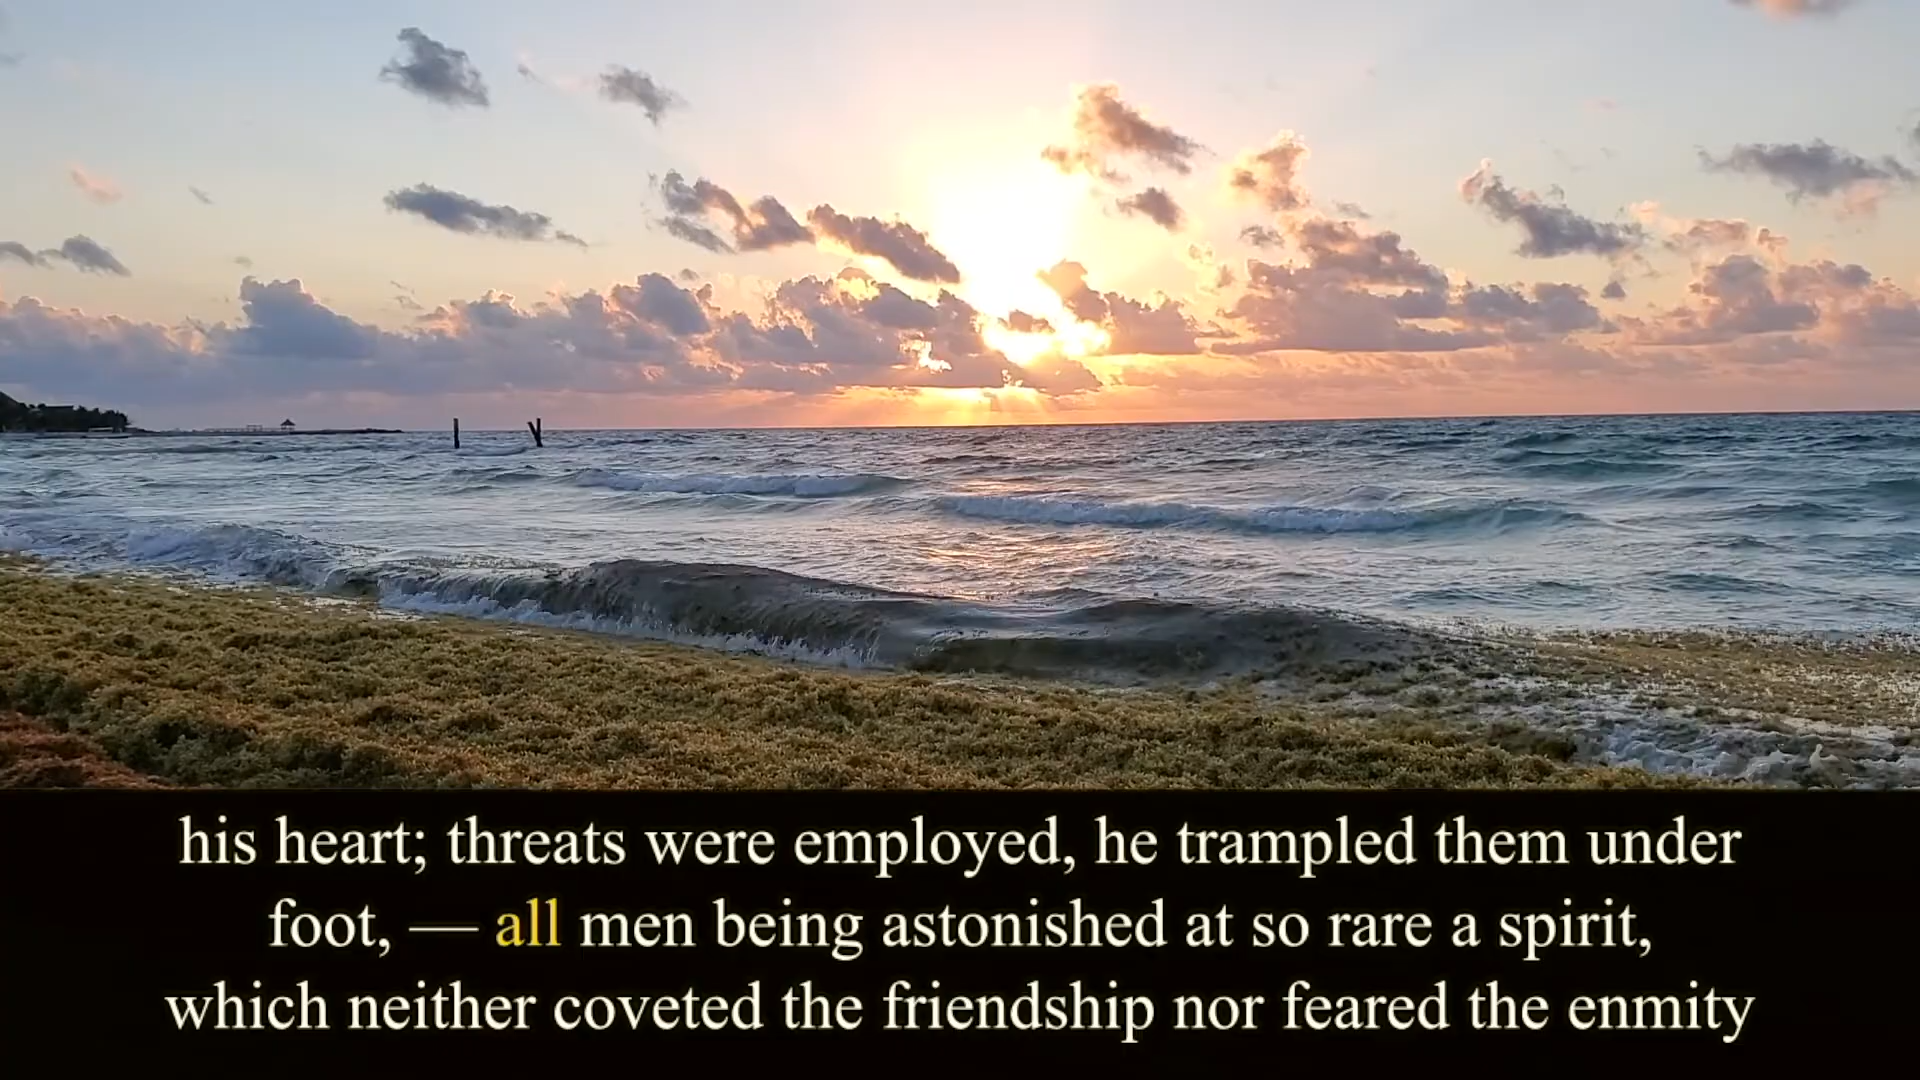 his heart; threats were employed, he trampled them under
foot, — all men being astonished at so rare a spirit,
which neither coveted the friendship nor feared the enmity